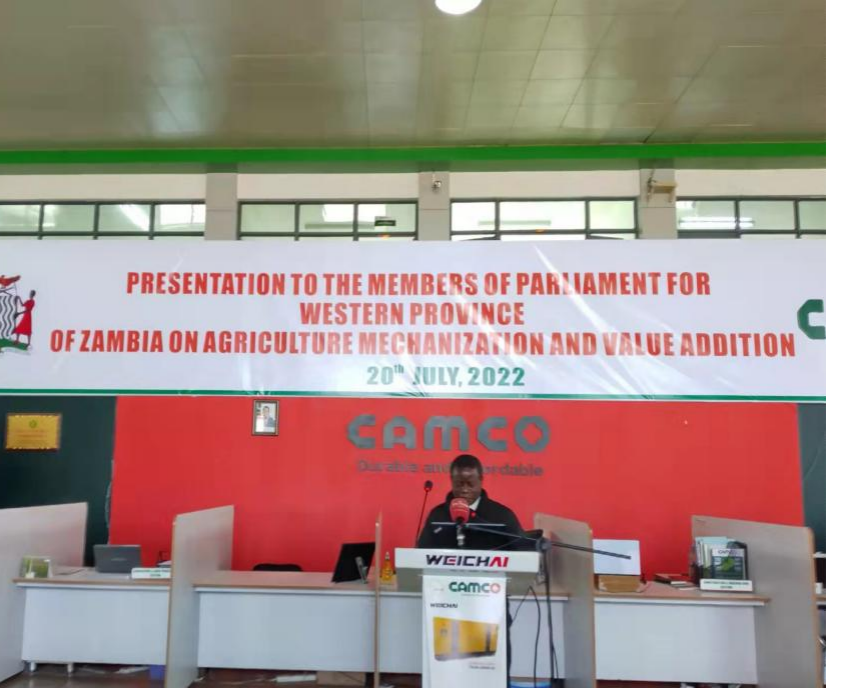 PRESENTATION TO THE MEMBERS OF PARLIAMENT FOR
WESTERN PROVINCE
OF ZAMBIA ON AGRICULTURE MECHANIZATION AND VALUE ADDITION
20th JULY, 2022
CAMCO
Durable and
WEICHAI
CAMCO
WEICHAI